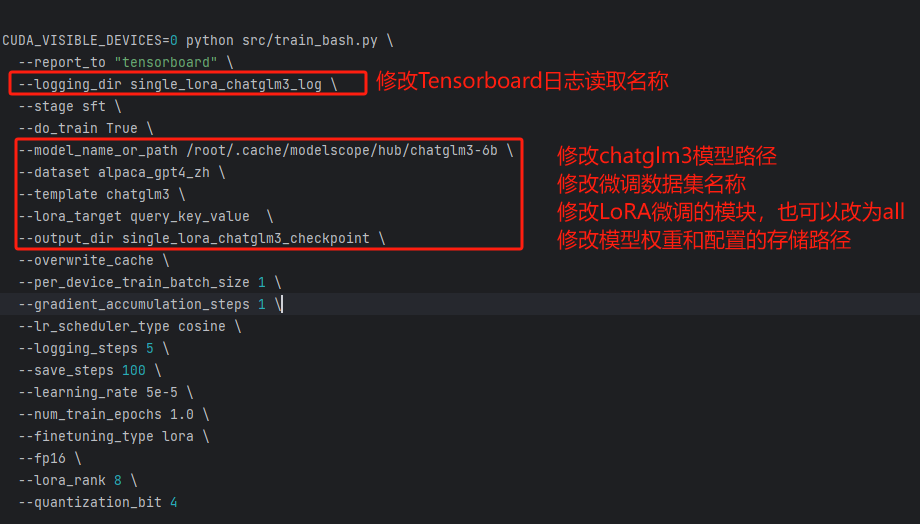 CUDA_VISIBLE_DEVICES=0 python src/train_bash.py \
--report_to "tensorboard" \
--logging_dir single_lora_chatglm3_log \
修改Tensorboard日志读取名称
--stage sft \
--do_train True \
--model_name_or_path /root/.cache/modelscope/hub/chatglm3-6b \
修改chatglm3模型路径
--dataset alpaca_gpt4_zh \
修改微调数据集名称
--template chatglm3 \
--lora_target query_key_value  \
修改LoRA微调的模块，也可以改为all
--output_dir single_lora_chatglm3_checkpoint \
修改模型权重和配置的存储路径
--overwrite_cache \
--per_device_train_batch_size 1 \
--gradient_accumulation_steps 1 \
--lr_scheduler_type cosine \
--logging_steps 5 \
--save_steps 100 \
--learning_rate 5e-5 \
--num_train_epochs 1.0 \
--finetuning_type lora \
--fp16 \
--lora_rank 8 \
--quantization_bit 4